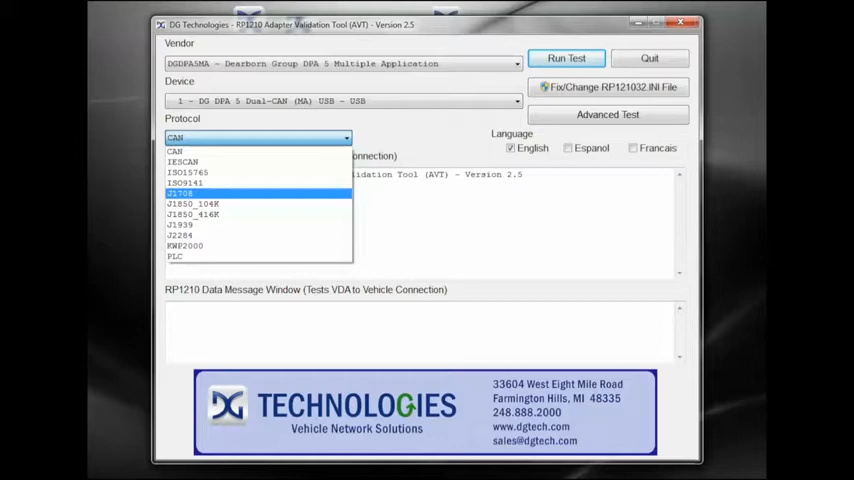 DG Technologies - RP1210 Adapter Validation Tool (AVT) - Version 2.5
Vendor
DGDPA5MA - Dearborn Group DPA 5 Multiple Application
Run Test
Quit
Device
Fix/Change RP121032.INI File
1 - DG DPA 5 Dual-CAN (MA) USB - USB
Advanced Test
Protocol
Language
CAN
English
Espanol
Francais
CAN
onnection)
IESCAN
ISO15765
lidation Tool (AVT) - Version 2.5
ISO9141
J1708
J1850_104K
J1850_416K
J1939
J2284
KWP2000
PLC
RP1210 Data Message Window (Tests VDA to Vehicle Connection)
DG TECHNOLOGIES
Vehicle Network Solutions
33604 West Eight Mile Road
Farmington Hills, MI 48335
248.888.2000
www.dgtech.com
sales@dgtech.com